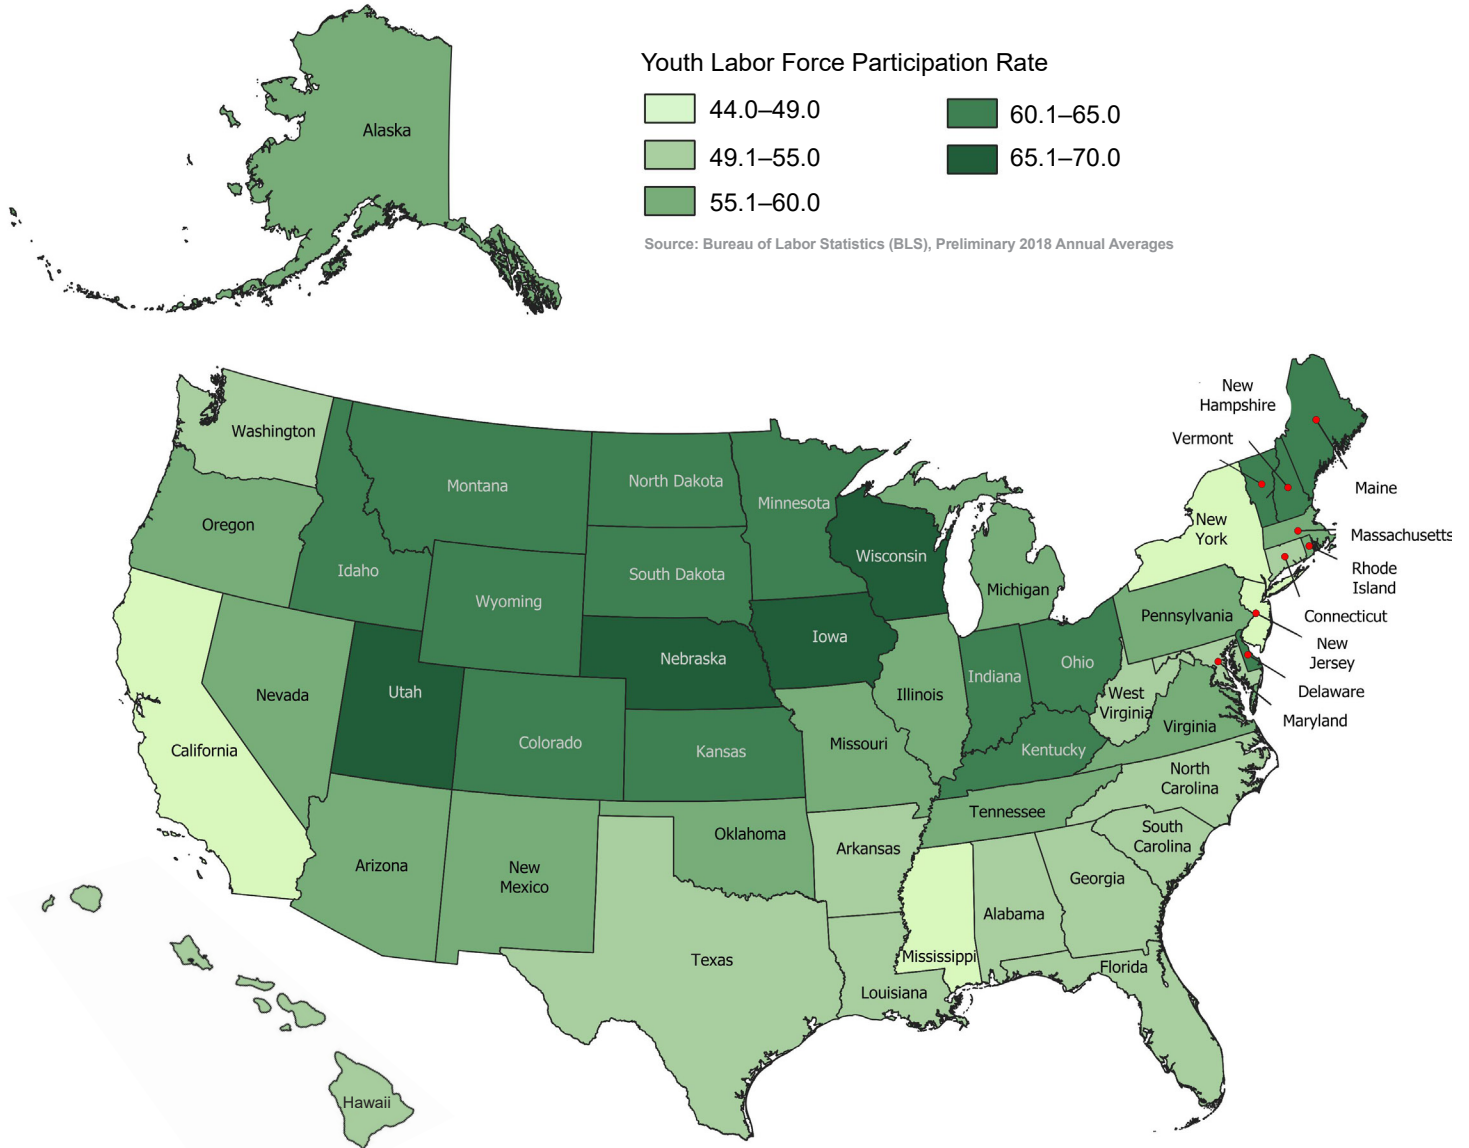 Alaska
Youth Labor Force Participation Rate
44.0–49.0
49.1–55.0
55.1–60.0
60.1–65.0
65.1–70.0
Source: Bureau of Labor Statistics (BLS), Preliminary 2018 Annual Averages
New
Hampshire
Vermont
Maine
Massachusetts
Rhode
Island
Connecticut
New
Jersey
Delaware
Maryland
Washington
Oregon
Montana
Idaho
North Dakota
Minnesota
South Dakota
Wyoming
Wisconsin
Michigan
New
York
Pennsylvania
Iowa
Nebraska
Ohio
Indiana
Illinois
Utah
Nevada
California
Colorado
Kansas
Missouri
West
Virginia
Virginia
Kentucky
North
Carolina
Tennessee
South
Carolina
Oklahoma
Arkansas
Arizona
New
Mexico
Georgia
Alabama
Mississippi
Texas
Louisiana
Florida
Hawaii